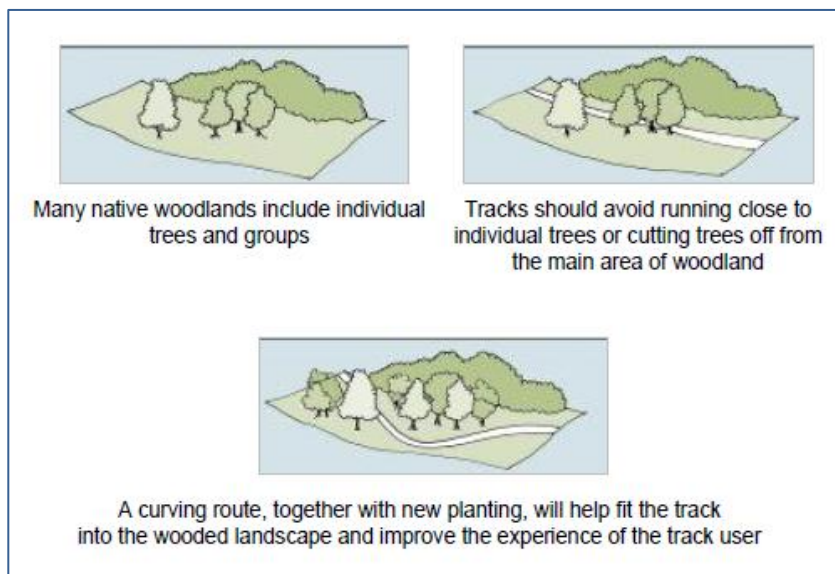 Many native woodlands include individual
trees and groups
Tracks should avoid running close to
individual trees or cutting trees off from
the main area of woodland
A curving route, together with new planting, will help fit the track
into the wooded landscape and improve the experience of the track user